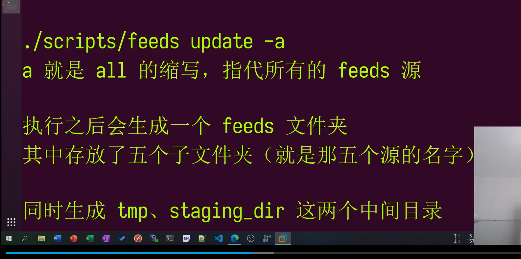 ./scripts/feeds update -a
a 就是 all 的缩写，指代所有的 feeds 源
执行之后会生成一个 feeds 文件夹
其中存放了五个子文件夹（就是那五个源的名字）
同时生成 tmp、staging_dir 这两个中间目录